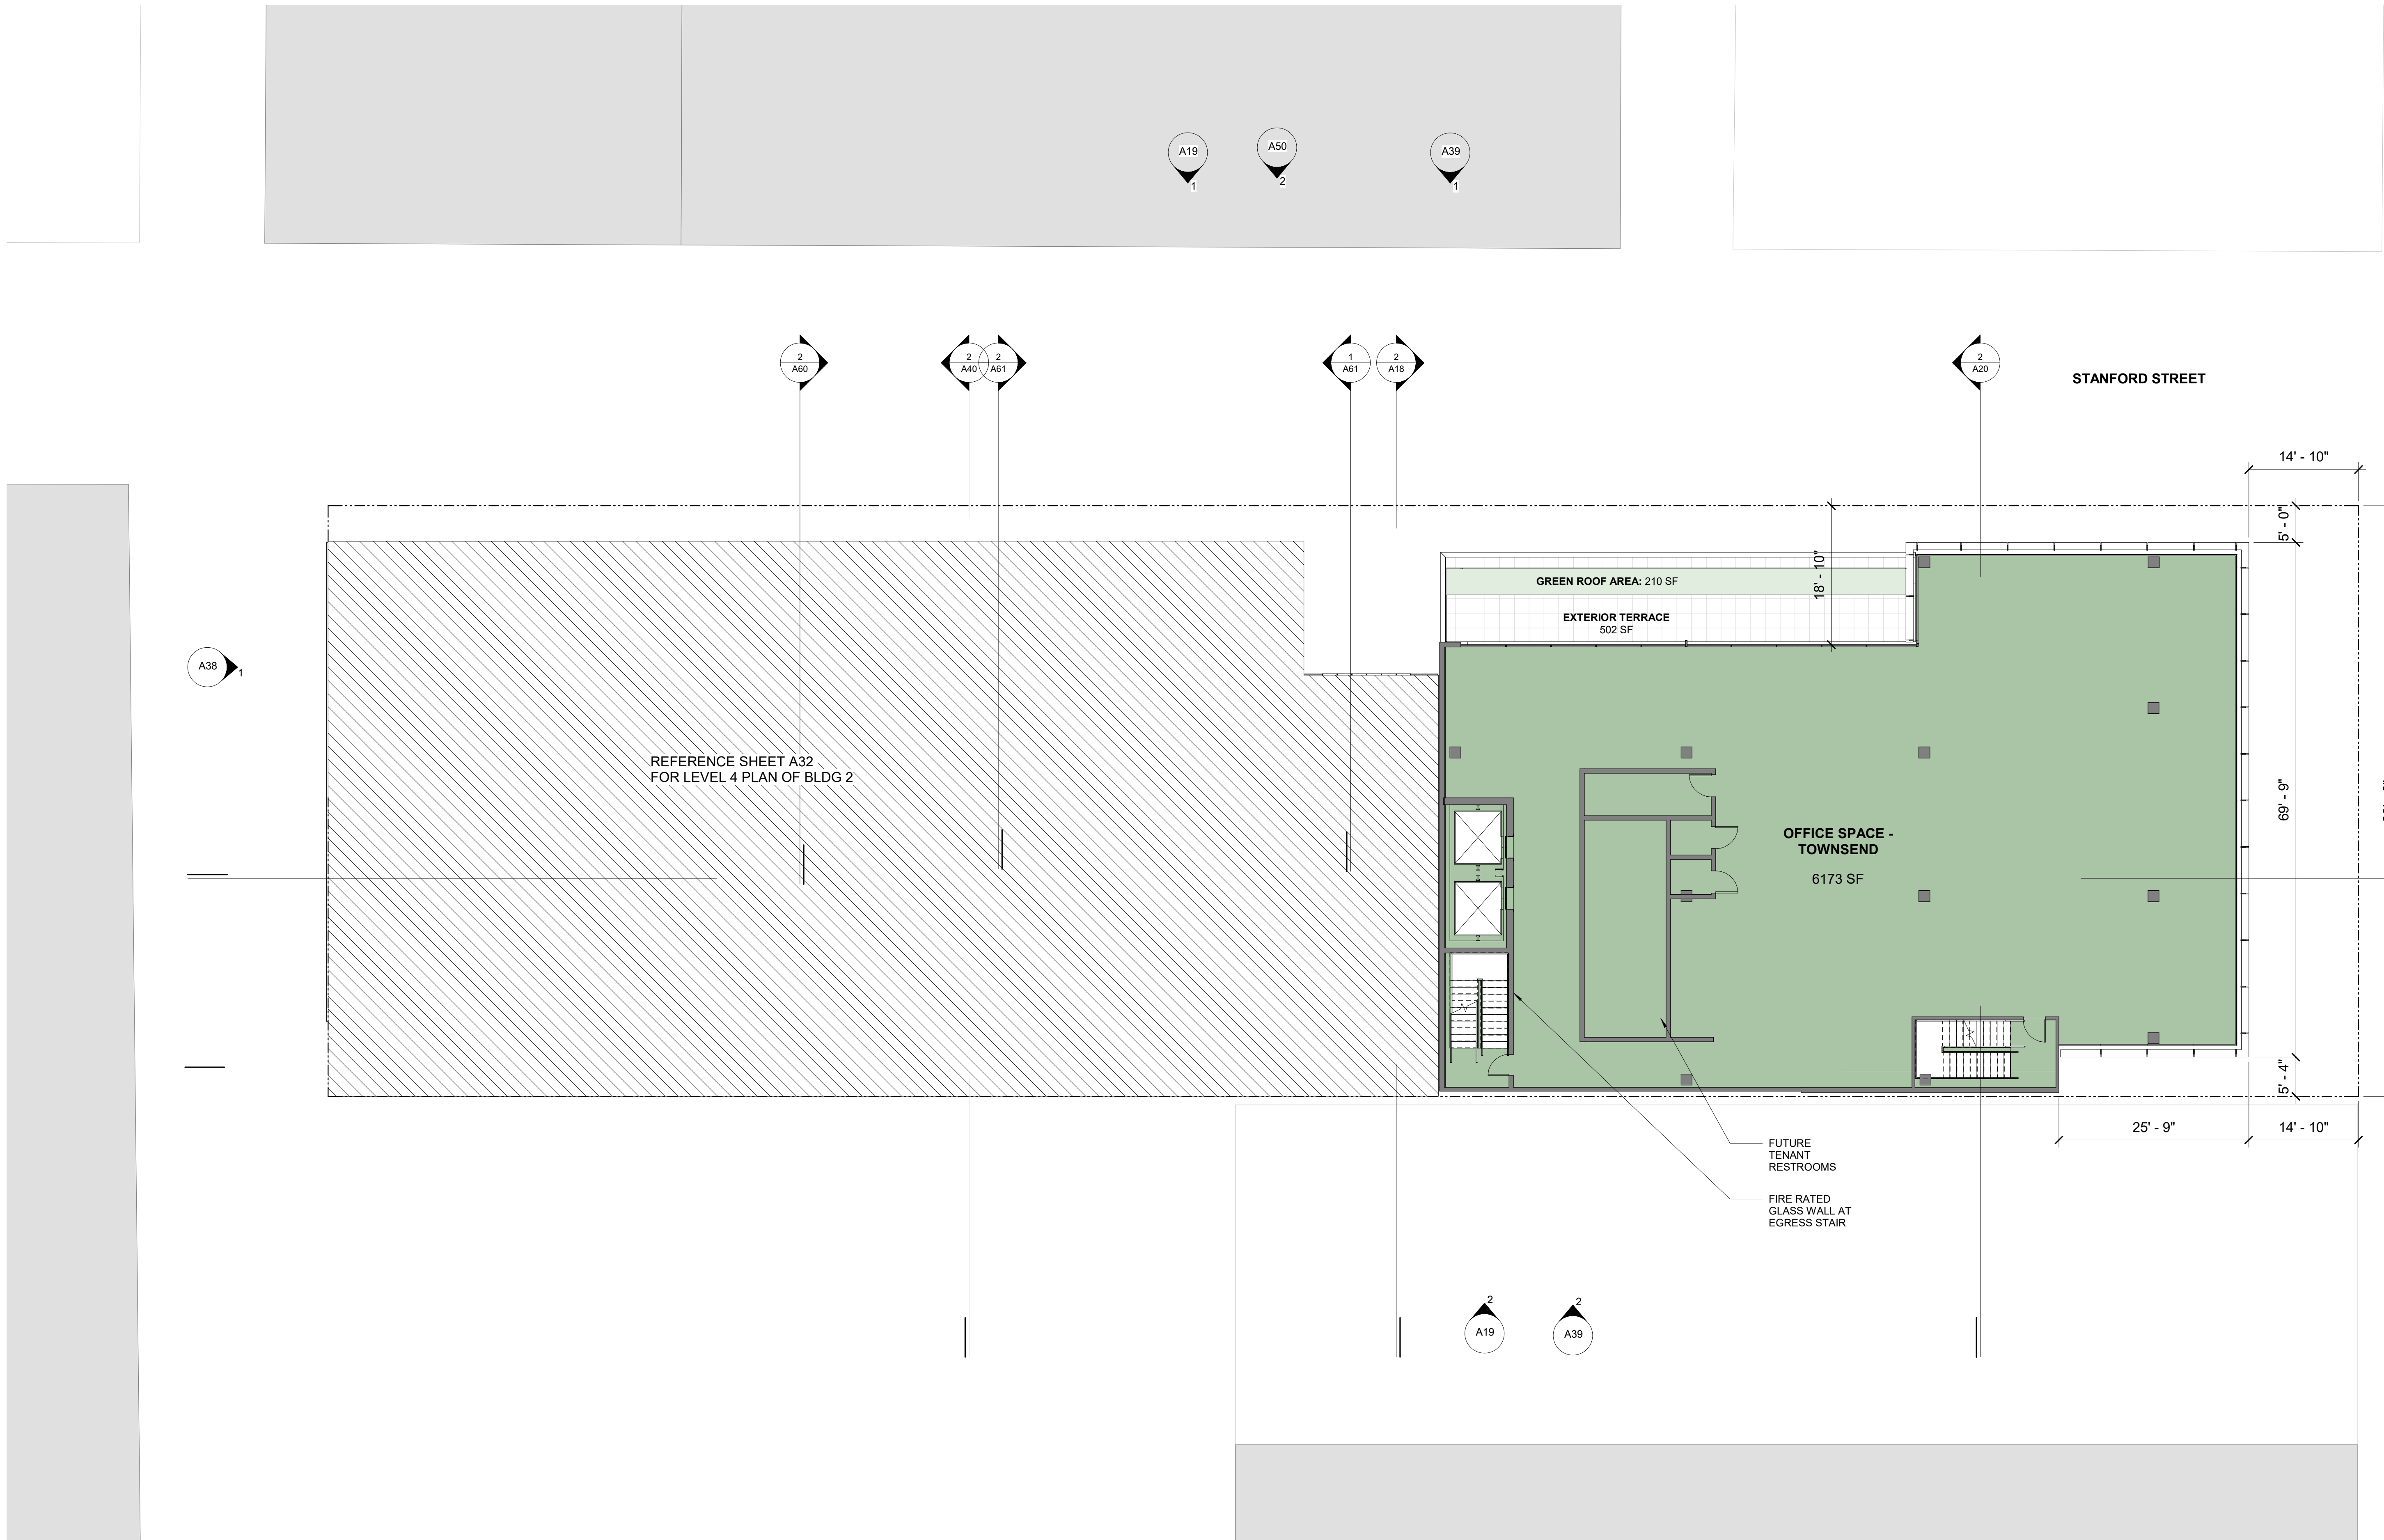 A19
1
A50
2
A39
1
2
A60
2
A40
2
A61
1
A61
2
A18
2
A20
STANFORD STREET
14' - 10"
5' - 0"
18' - 10"
GREEN ROOF AREA: 210 SF
EXTERIOR TERRACE
502 SF
A38
1
REFERENCE SHEET A32
FOR LEVEL 4 PLAN OF BLDG 2
69' - 9"
OFFICE SPACE -
TOWNSEND
6173 SF
5' - 4"
25' - 9"
14' - 10"
FUTURE
TENANT
RESTROOMS
FIRE RATED
GLASS WALL AT
EGRESS STAIR
2
A19
2
A39